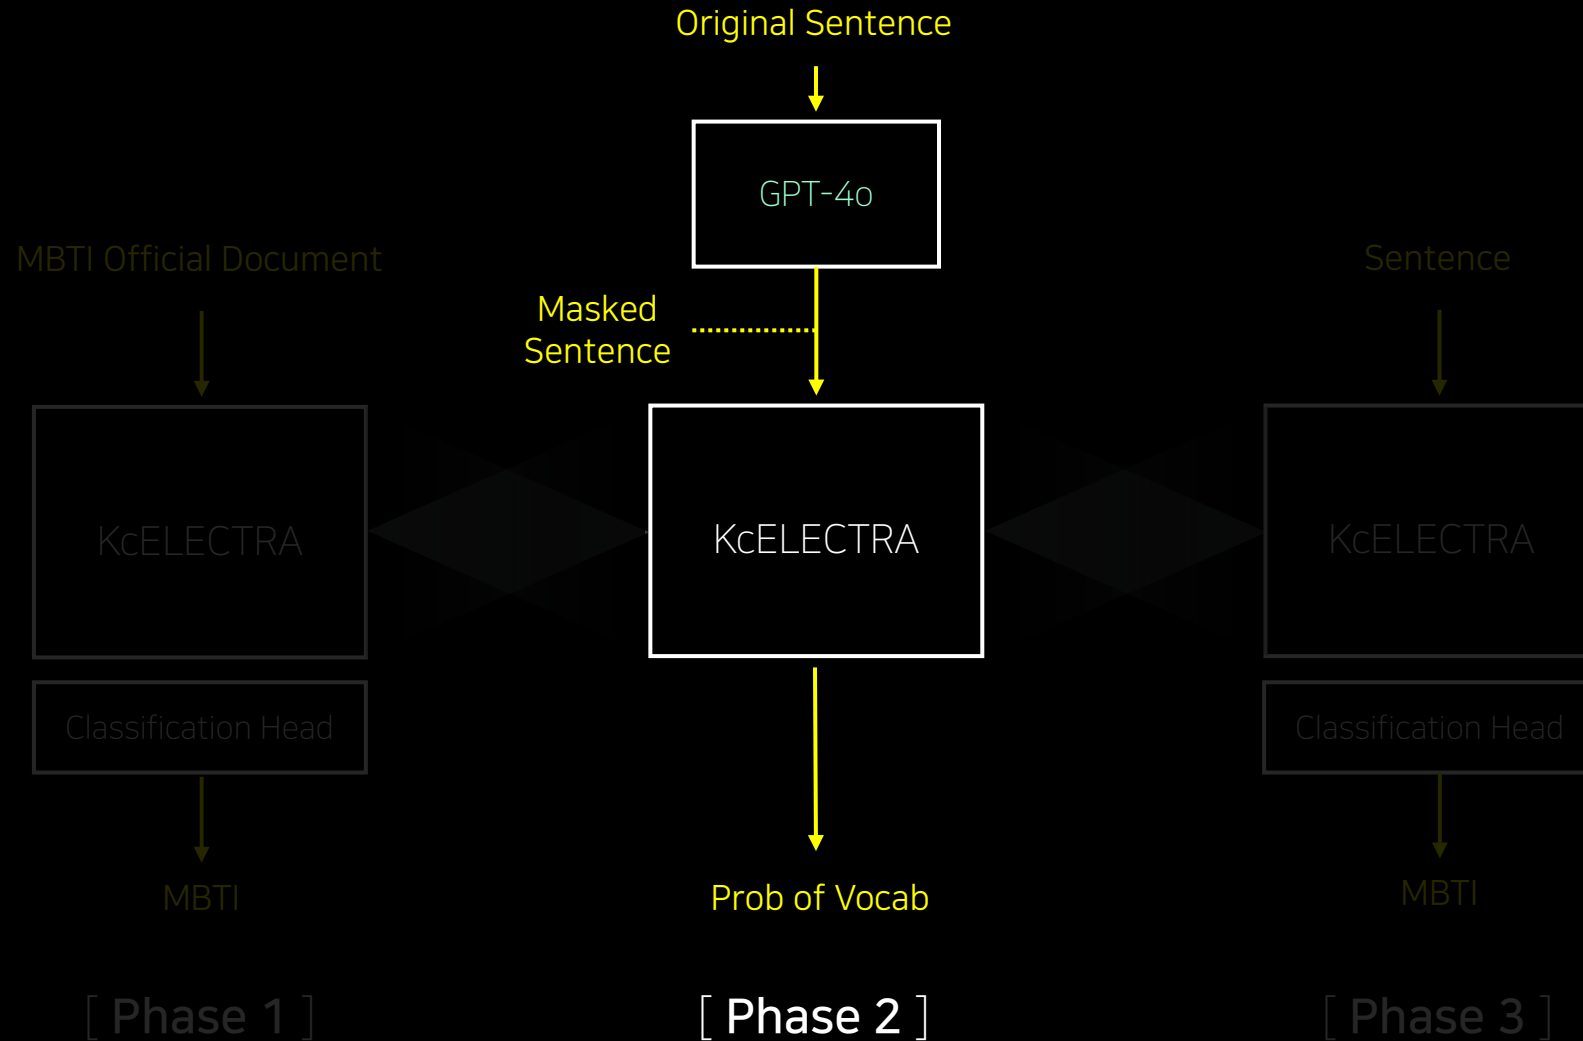 Original Sentence
GPT-4o
MBTI Official Document
Sentence
Masked
Sentence
KcELECTRA
KcELECTRA
KcELECTRA
Classification Head
Classification Head
MBTI
Prob of Vocab
MBTI
[ Phase 1 ]
[ Phase 2 ]
[ Phase 3 ]